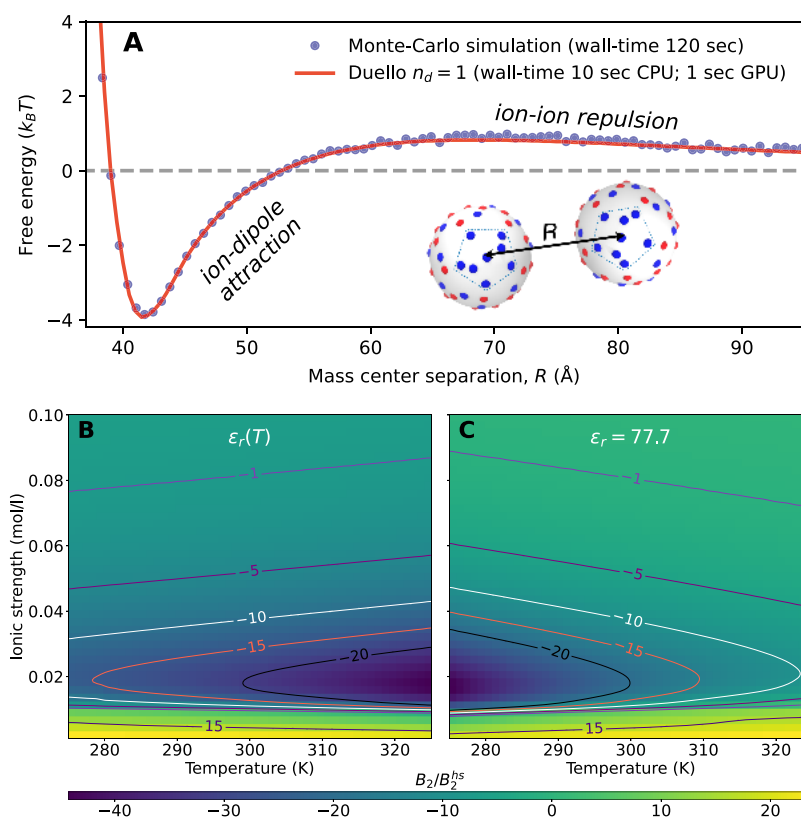 A
Monte-Carlo simulation (wall-time 120 sec)
Duello n_d = 1 (wall-time 10 sec CPU; 1 sec GPU)
ion-ion repulsion
ion-dipole
attraction
R
Free energy (k_BT)
4
2
0
−2
−4
40 50 60 70 80 90
Mass center separation, R (Å)
B
ε_r(T)
C
ε_r = 77.7
Ionic strength (mol/l)
0.10
0.08
0.06
0.04
0.02
−1
−5
−10
−15
−20
15
−1
−5
−10
−15
−20
15
280 290 300 310 320
Temperature (K)
280 290 300 310 320
Temperature (K)
B_2/B_2^{hs}
−40 −30 −20 −10 0 10 20